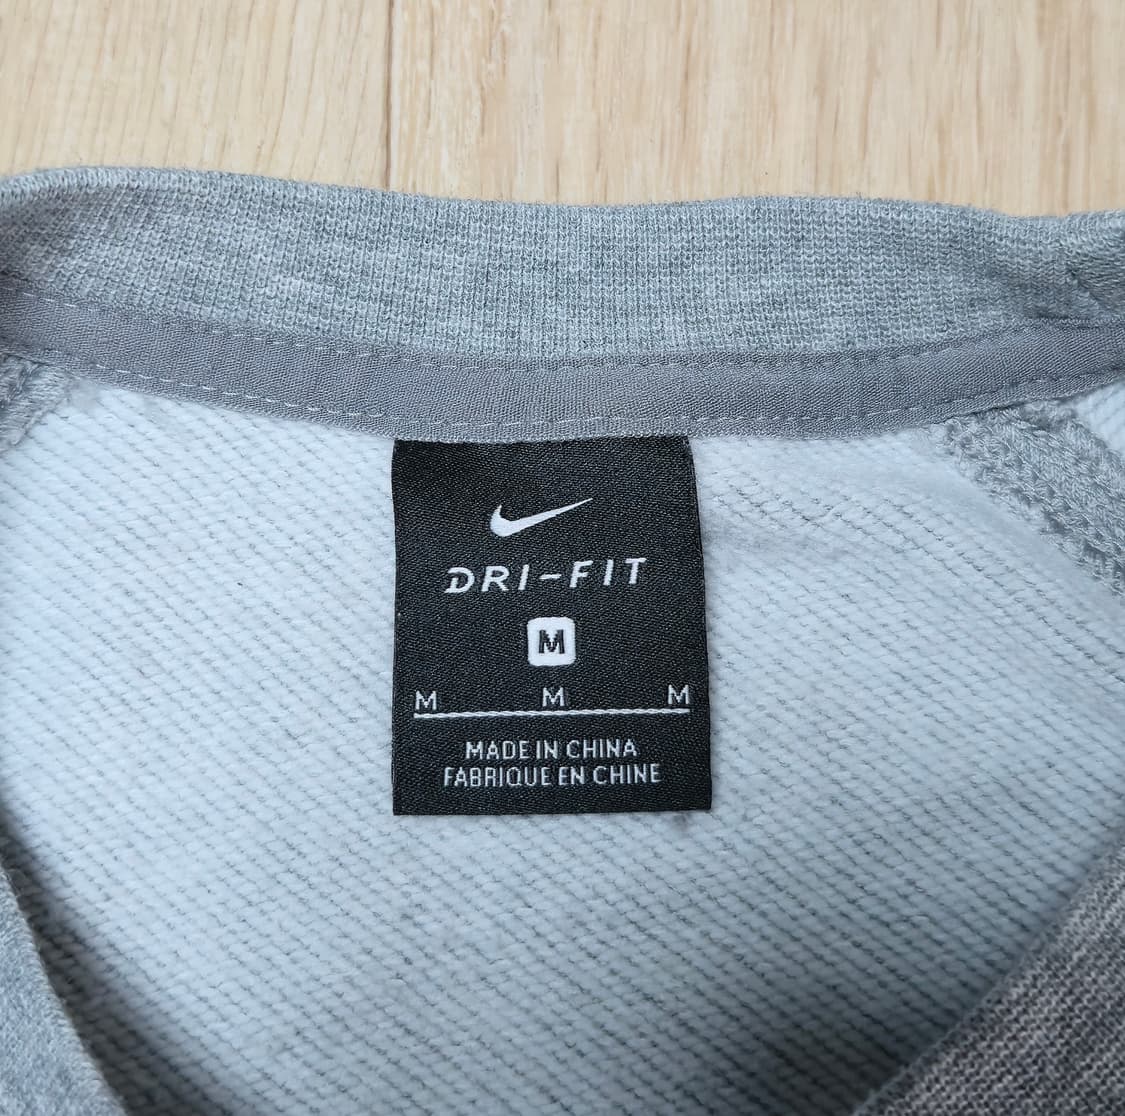 DRI-FIT
M
M M M
MADE IN CHINA
FABRIQUE EN CHINE